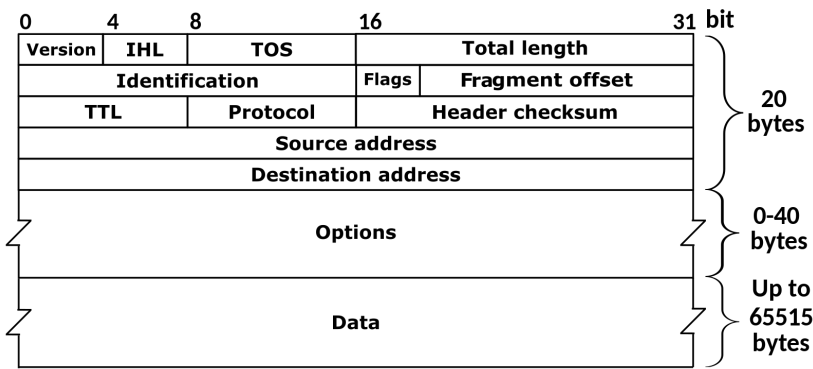 0 4 8 16 31 bit
Version IHL TOS Total length
Identification Flags Fragment offset
TTL Protocol Header checksum
Source address
Destination address
20
bytes
Options
0-40
bytes
Data
Up to
65515
bytes